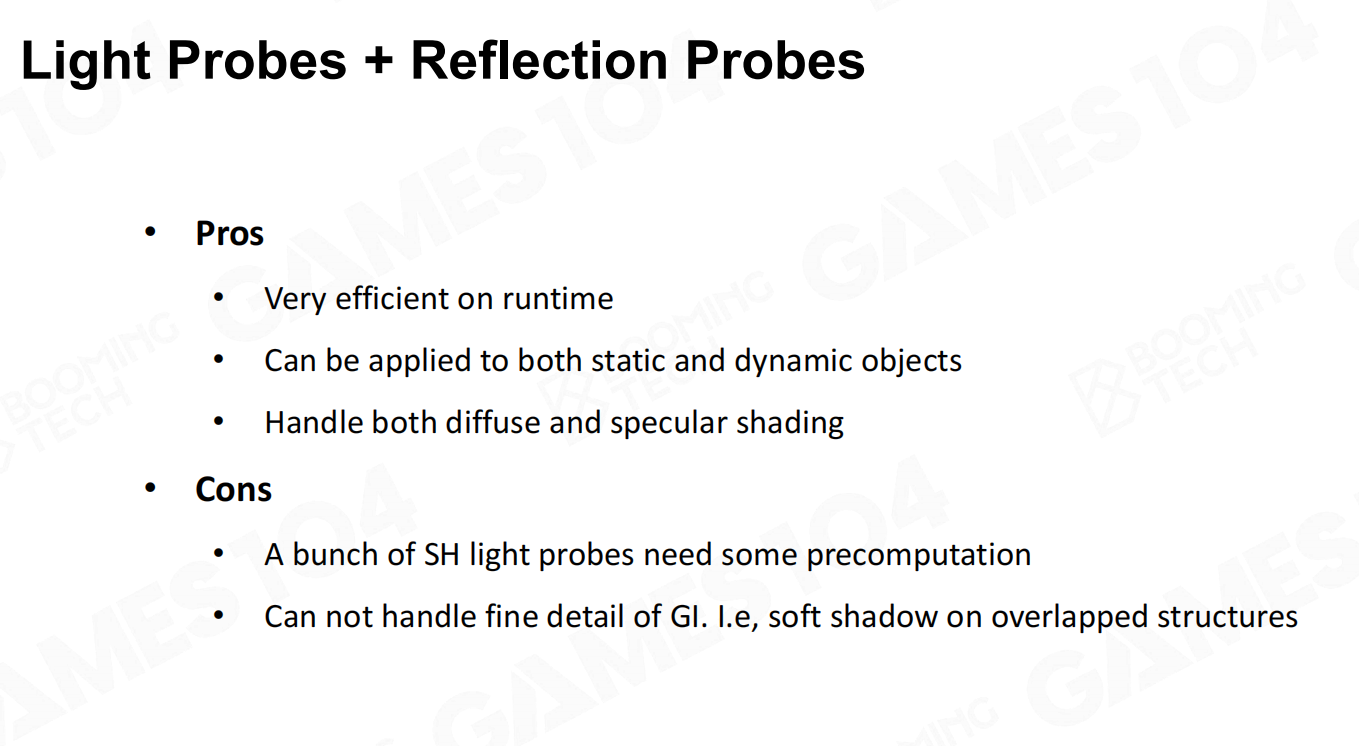 Light Probes + Reflection Probes
• Pros
• Very efficient on runtime
• Can be applied to both static and dynamic objects
• Handle both diffuse and specular shading
• Cons
• A bunch of SH light probes need some precomputation
• Can not handle fine detail of GI. I.e, soft shadow on overlapped structures
GAMES104
BOOMING
TECH